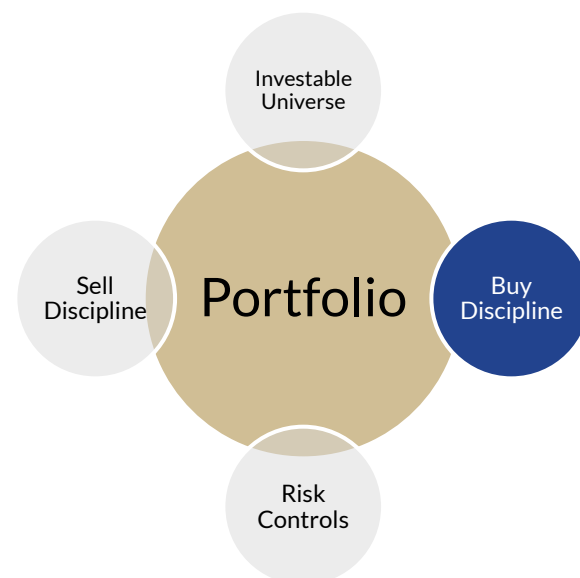 Investable
Universe
Sell
Discipline
Portfolio
Buy
Discipline
Risk
Controls